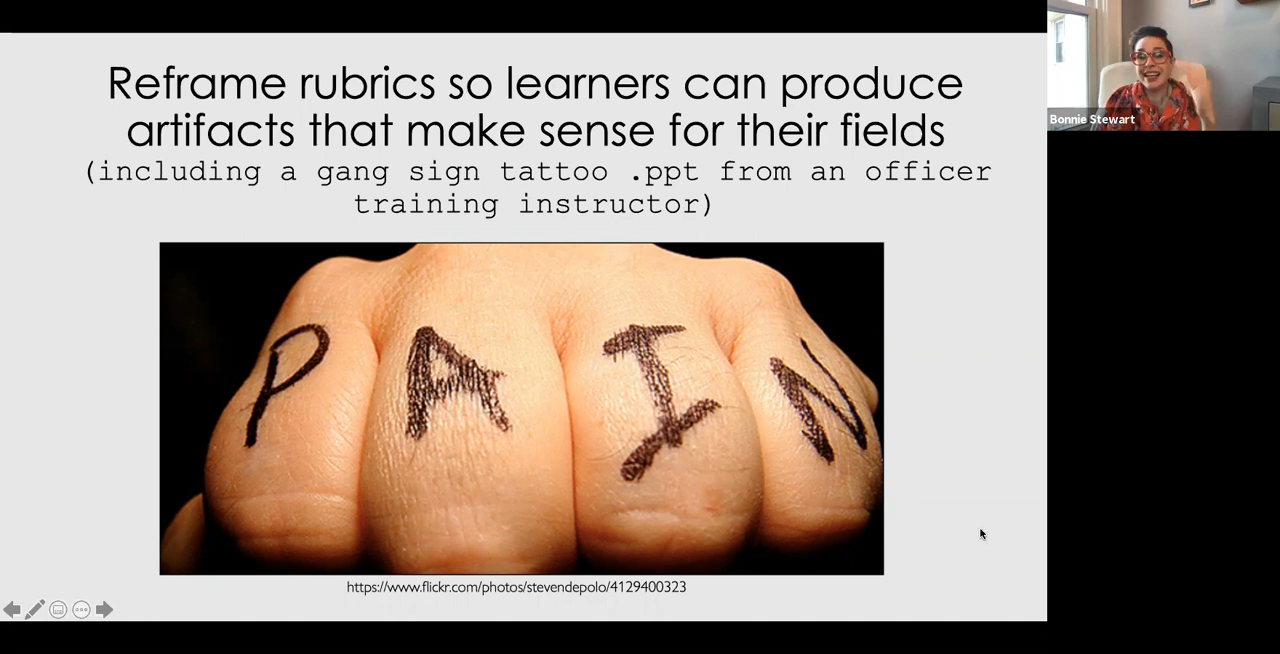 Reframe rubrics so learners can produce
artifacts that make sense for their fields
(including a gang sign tattoo .ppt from an officer
training instructor)
Bonnie Stewart
PAIN
https://www.flickr.com/photos/stevendepolo/4129400323